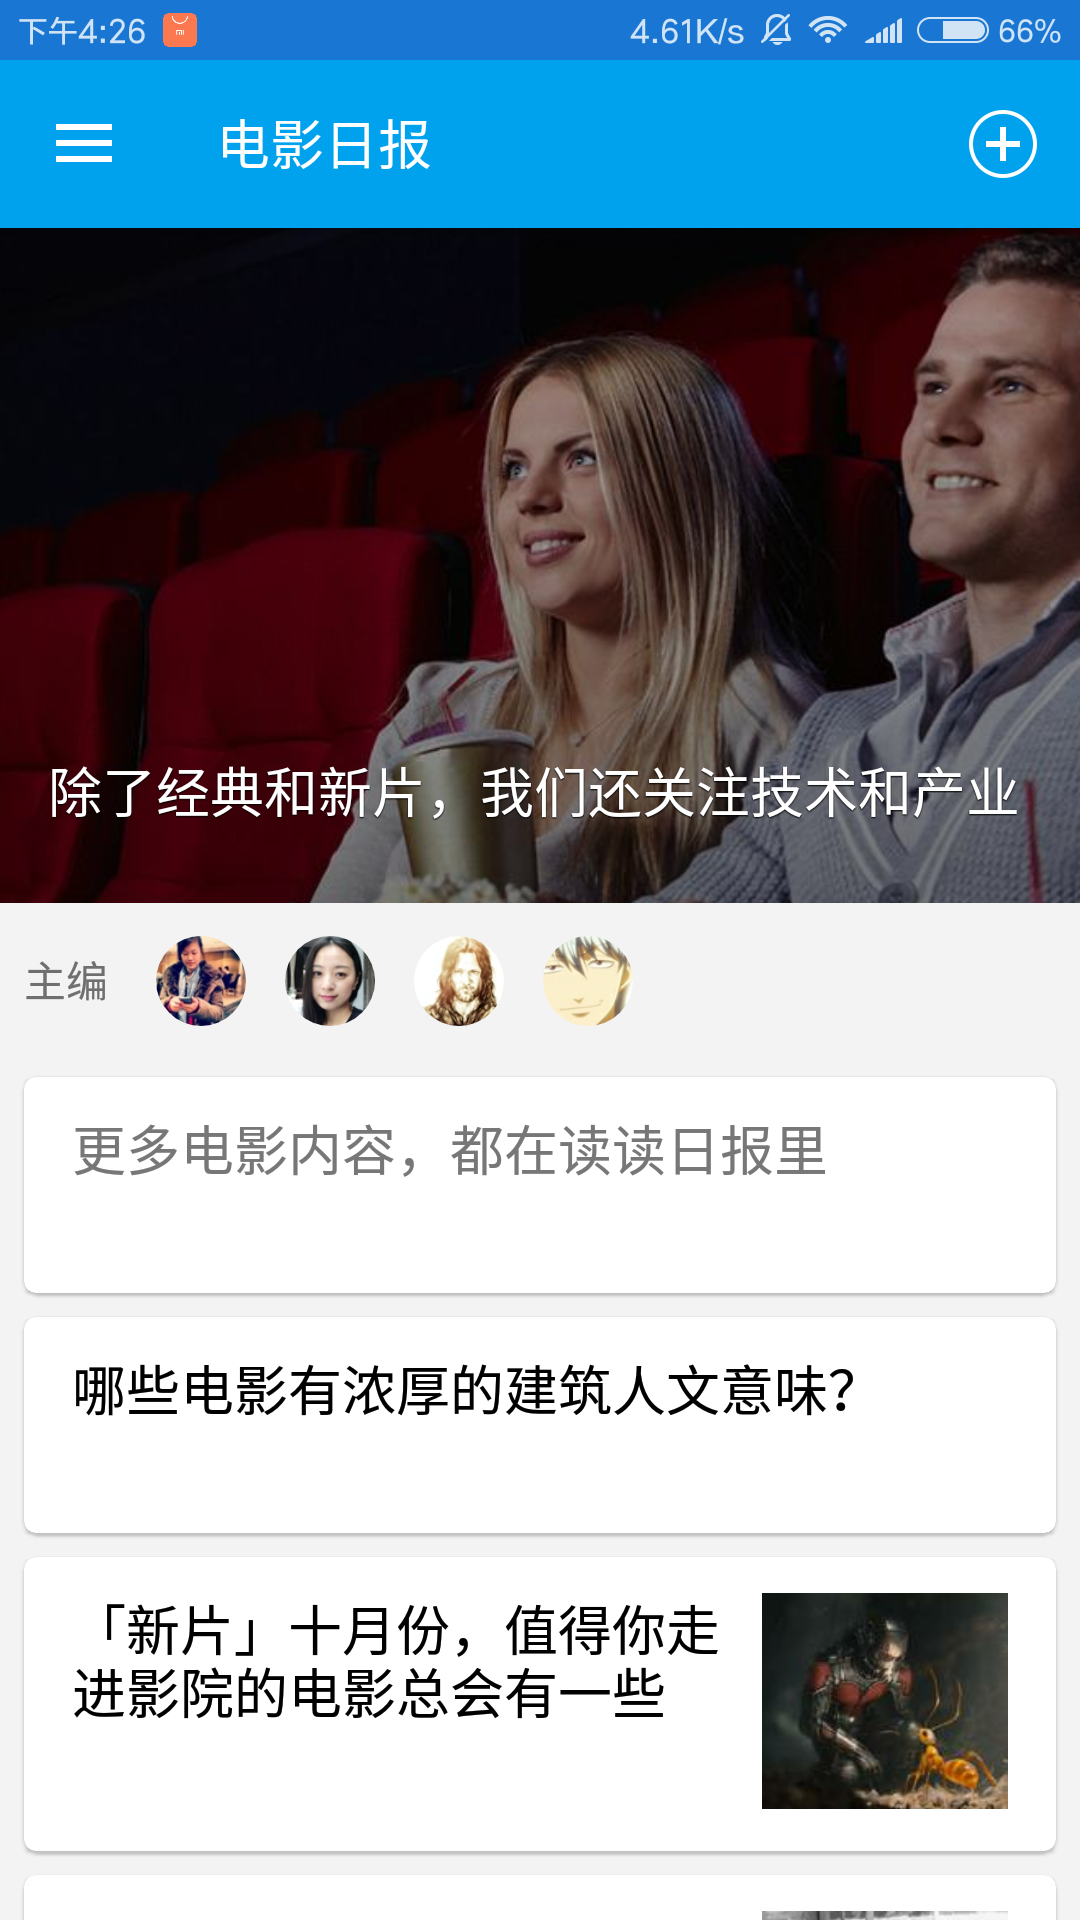 下午4:26
4.61K/s
66%
电影日报
除了经典和新片，我们还关注技术和产业
主编
更多电影内容，都在读读日报里
哪些电影有浓厚的建筑人文意味？
「新片」十月份，值得你走
进影院的电影总会有一些